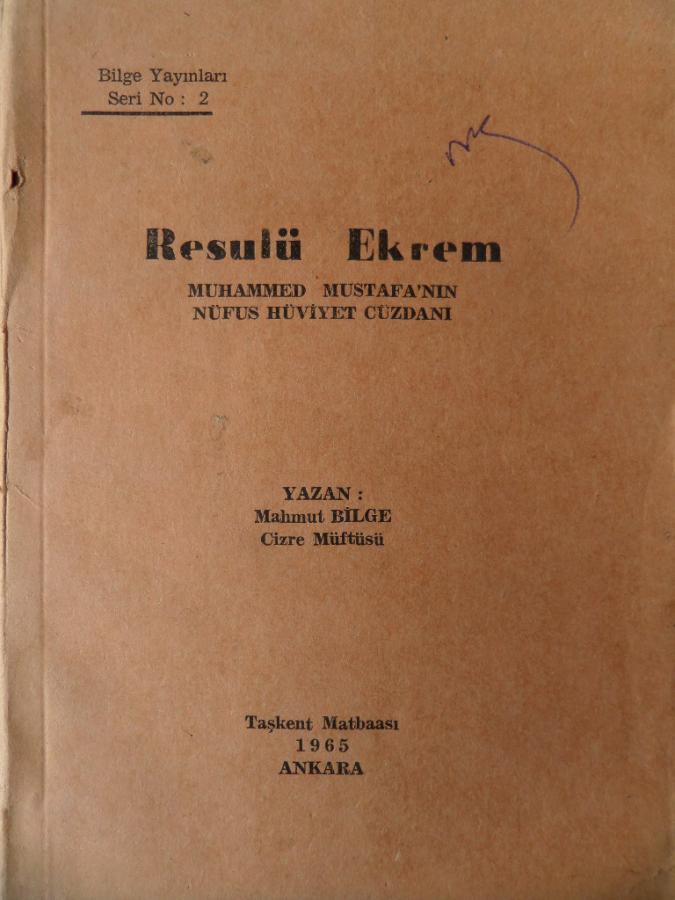 Bilge Yayınları
Seri No : 2
Resulü Ekrem
MUHAMMED MUSTAFA'NIN
NÜFUS HÜVİYET CÜZDANI
YAZAN :
Mahmut BİLGE
Cizre Müftüsü
Taşkent Matbaası
1965
ANKARA